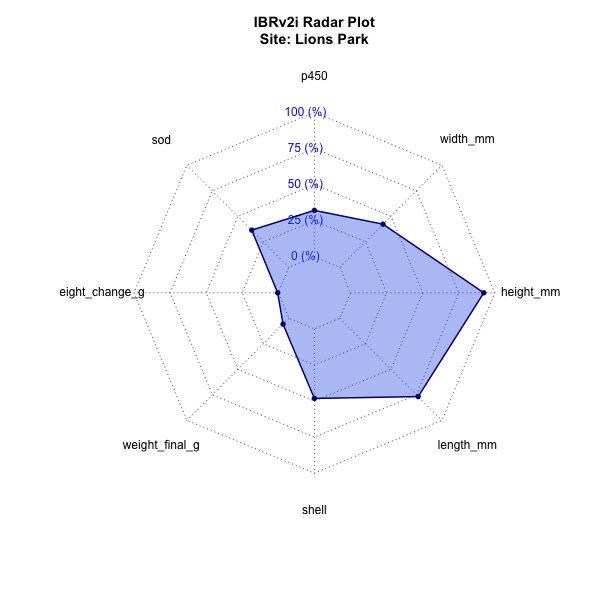 IBRv2i Radar Plot
Site: Lions Park
p450
100 (%)
sod
width_mm
75 (%)
50 (%)
25 (%)
0 (%)
eight_change_g
height_mm
weight_final_g
length_mm
shell